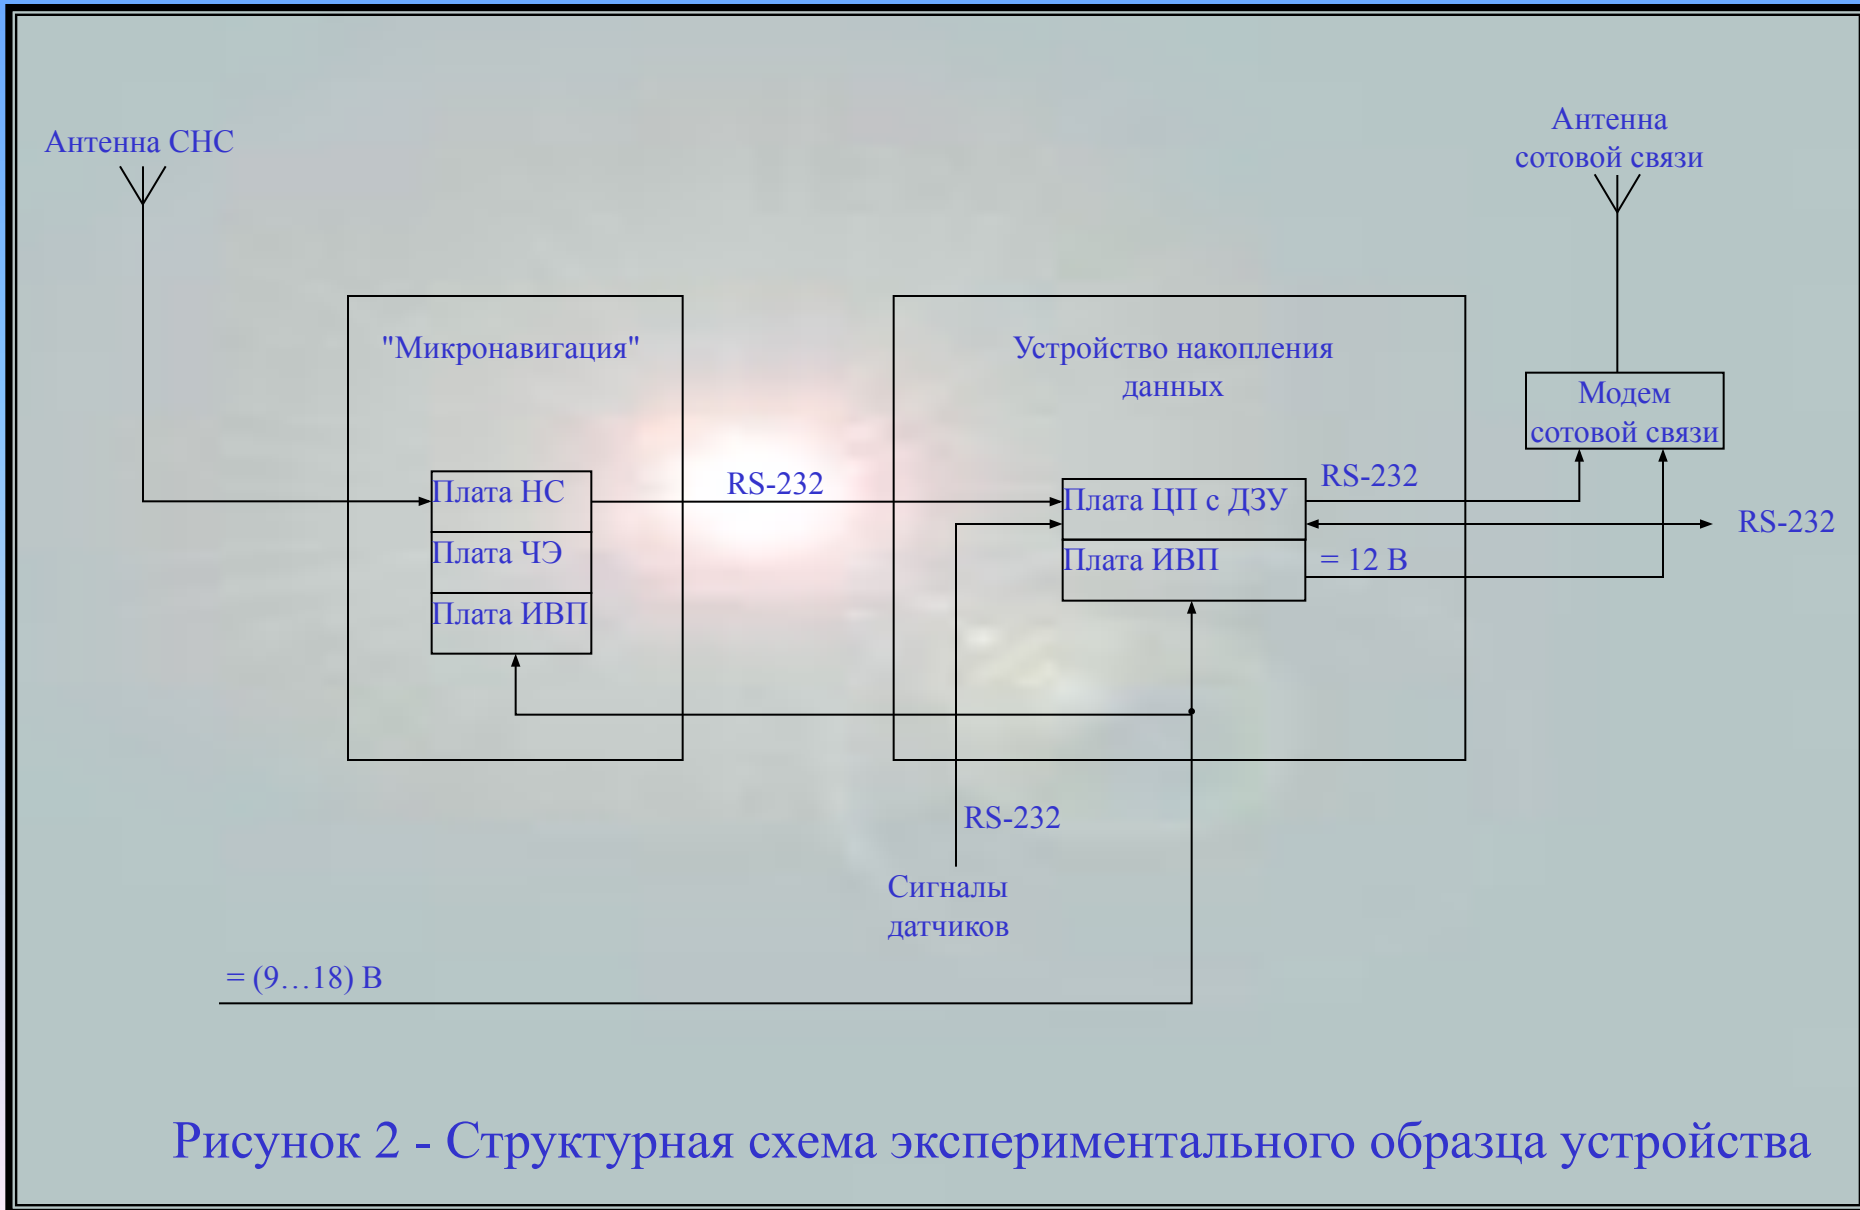 Антенна СНС
Антенна
сотовой связи
"Микронавигация"
Устройство накопления
данных
Модем
сотовой связи
Плата НС
Плата ЧЭ
Плата ИВП
RS-232
Плата ЦП с ДЗУ
Плата ИВП
RS-232
= 12 В
RS-232
RS-232
Сигналы
датчиков
= (9…18) В
Рисунок 2 - Структурная схема экспериментального образца устройства